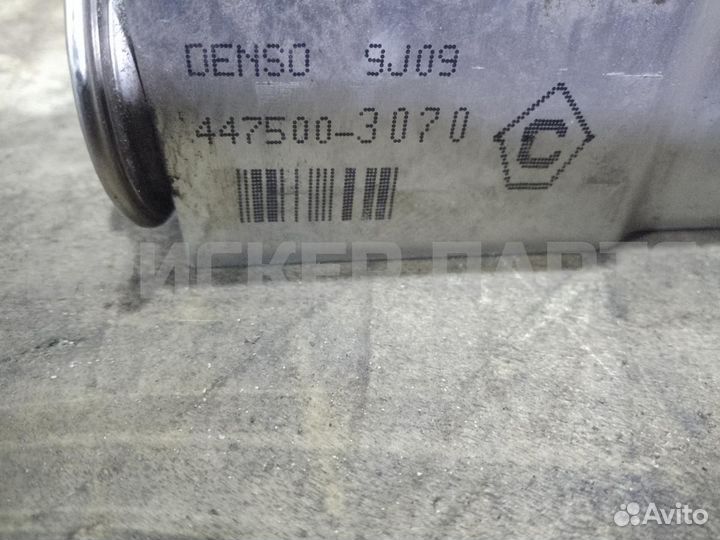 DENSO 9J09
447500-3070
C
ИСКЕР ПАРТС
Avito